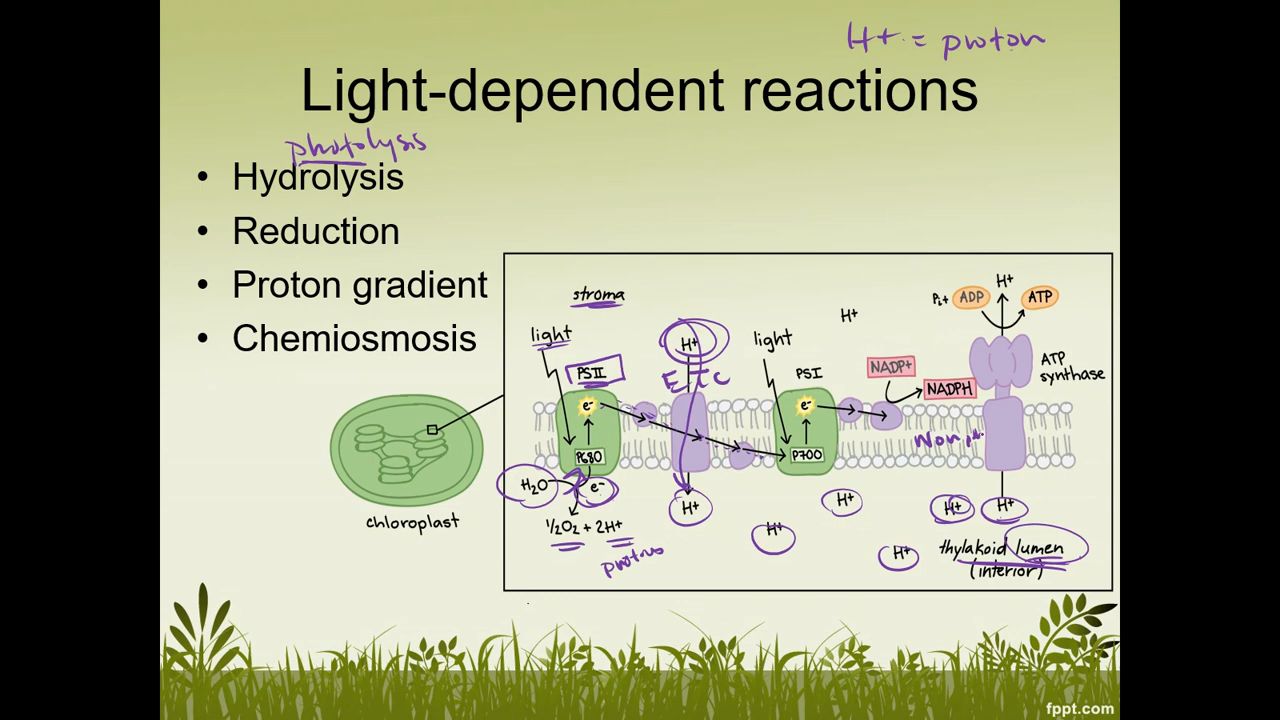 H+ = proton
Light-dependent reactions
photolysis
• Hydrolysis
• Reduction
• Proton gradient
• Chemiosmosis
stroma
light
PSII
e-
P680
H₂O
e-
½O₂ + 2H+
protons
H+
ETC
H+
light
PSI
e-
P700
H+
NADP+
NADPH
H+
Pi+ ADP
ATP
ATP
synthase
Non
H+
H+
H+
H+
H+
thylakoid lumen
(interior)
chloroplast
fppt.com